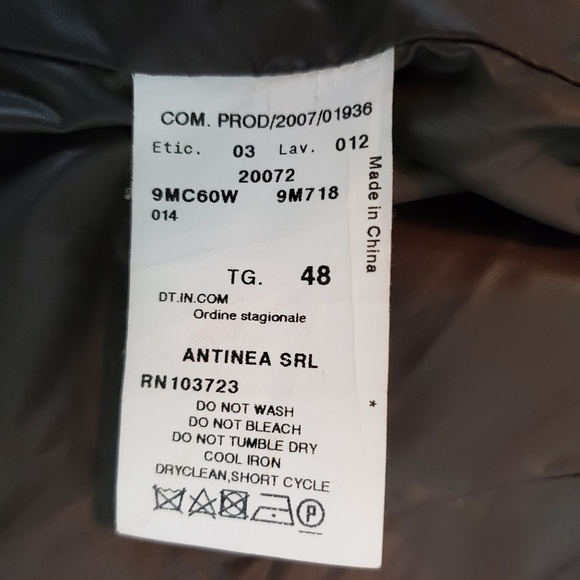 COM. PROD/2007/01936
Etic. 03 Lav. 012
20072
9MC60W 9M718
014
Made in China
TG. 48
DT.IN.COM
Ordine stagionale
ANTINEA SRL
RN103723
*
DO NOT WASH
DO NOT BLEACH
DO NOT TUMBLE DRY
COOL IRON
DRYCLEAN,SHORT CYCLE
P